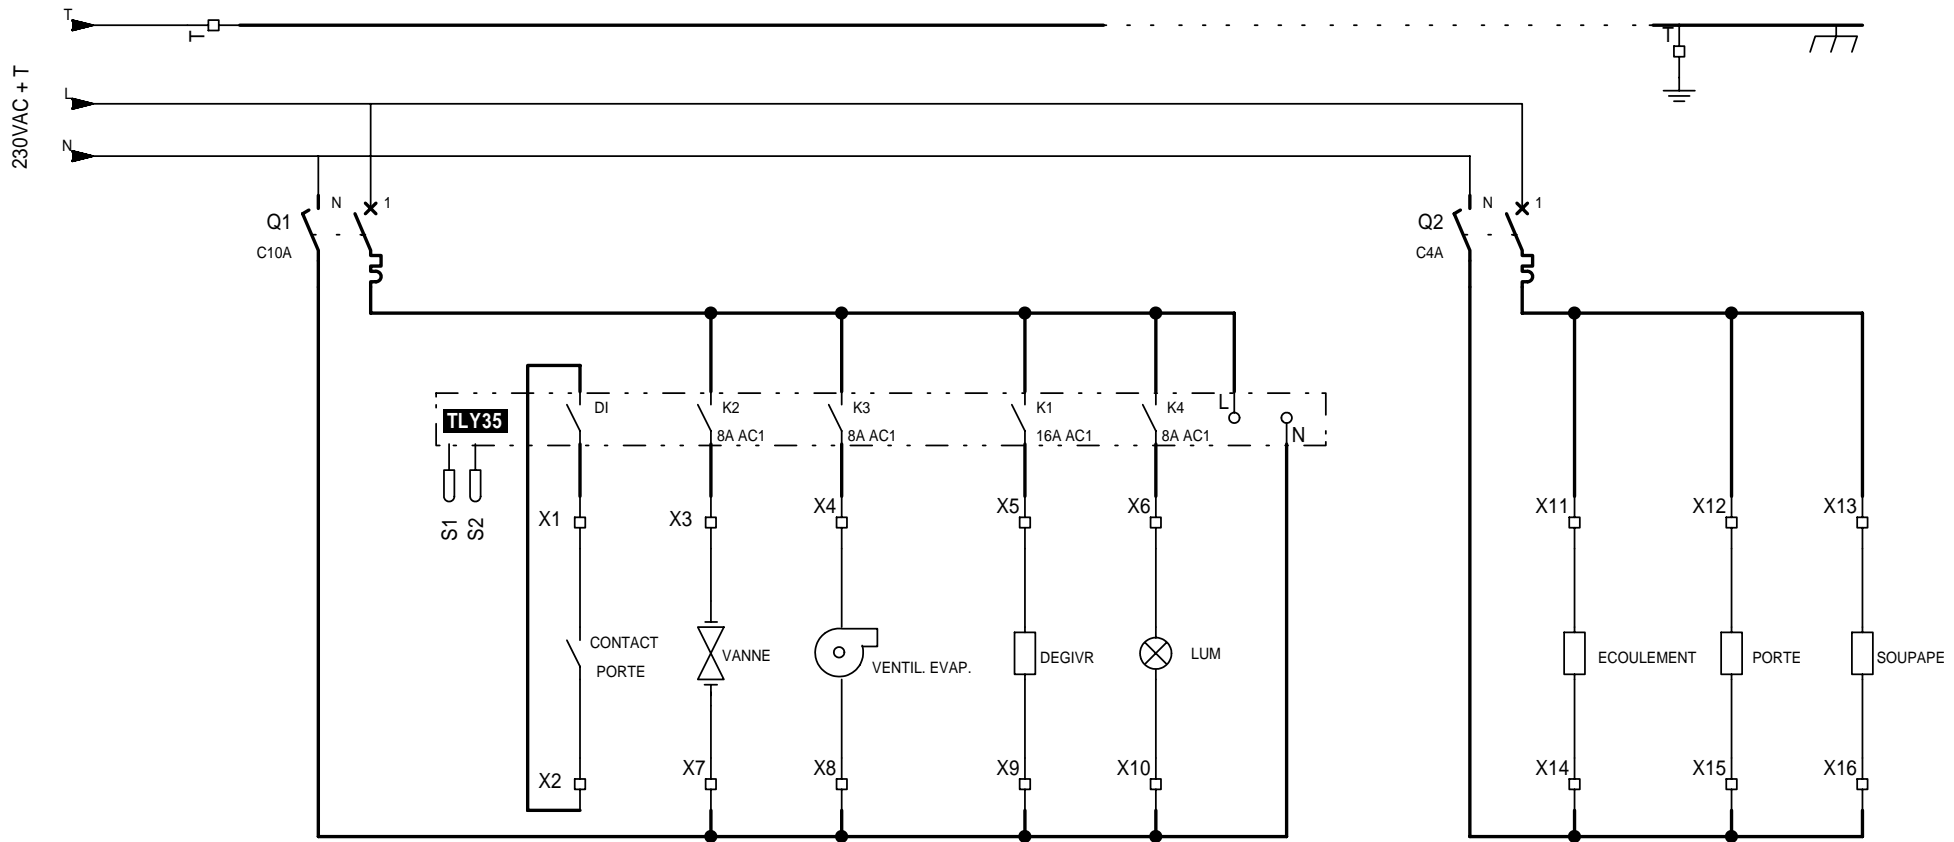 T
T
T
230VAC + T
L
N
N
1
Q1
C10A
N
1
Q2
C4A
TLY35
DI
K2
8A AC1
K3
8A AC1
K1
16A AC1
K4
8A AC1
L
N
S1
S2
X1
X3
X4
X5
X6
X11
X12
X13
CONTACT
PORTE
VANNE
VENTIL. EVAP.
DEGIVR
LUM
ECOULEMENT
PORTE
SOUPAPE
X2
X7
X8
X9
X10
X14
X15
X16